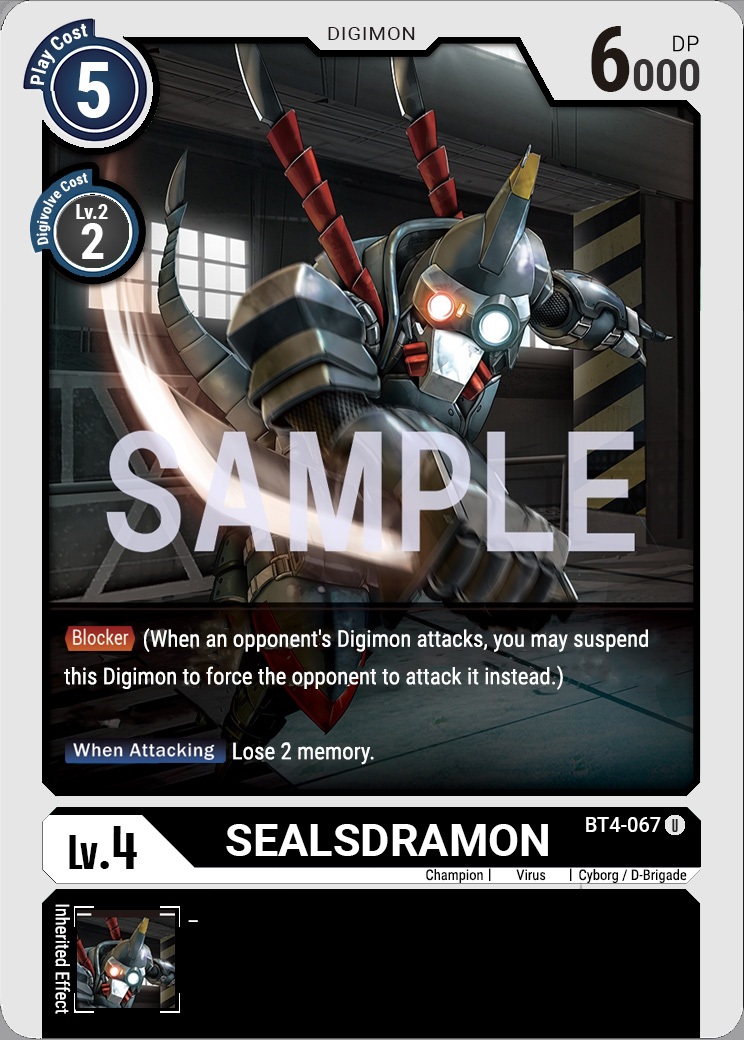 DIGIMON
Play Cost
5
DP
6000
Digivolve Cost
Lv.2
2
SAMPLE
Blocker (When an opponent's Digimon attacks, you may suspend
this Digimon to force the opponent to attack it instead.)
When Attacking Lose 2 memory.
Lv.4
SEALSDRAMON
BT4-067 U
Champion | Virus | Cyborg / D-Brigade
Inherited Effect
–